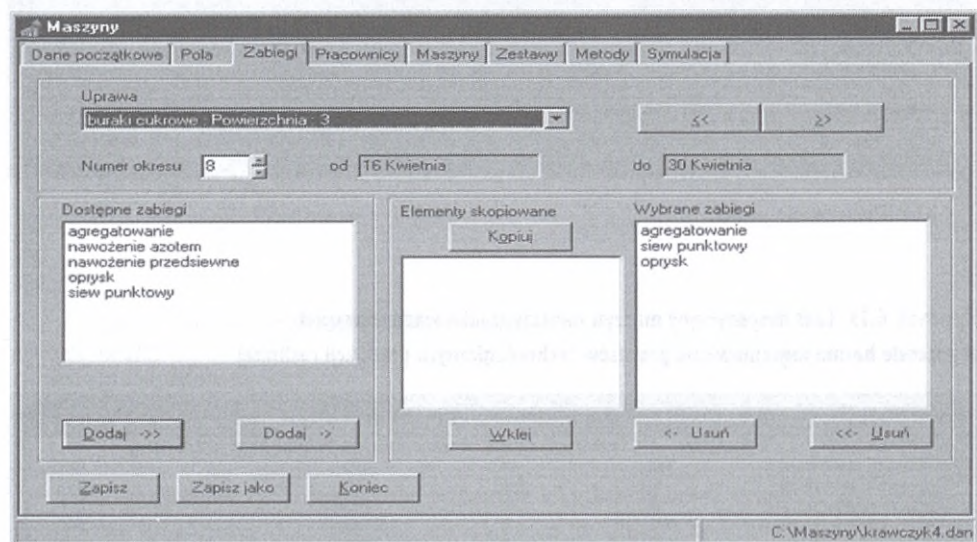 Maszyny
Dane początkowe Pola Zabiegi Pracownicy Maszyny Zestawy Metody Symulacja
Uprawa
buraki cukrowe : Powierzchnia : 3
<< >>
Numer okresu 8 od 16 Kwietnia do 30 Kwietnia
Dostępne zabiegi
agregatowanie
nawożenie azotem
nawożenie przedsiewne
oprysk
siew punktowy
Dodaj ->> Dodaj ->
Elementy skopiowane
Kopiuj
Wklej
Wybrane zabiegi
agregatowanie
siew punktowy
oprysk
<- Usuń <<- Usuń
Zapisz Zapisz jako Koniec
C:\Maszyny\krawczyk4.dan